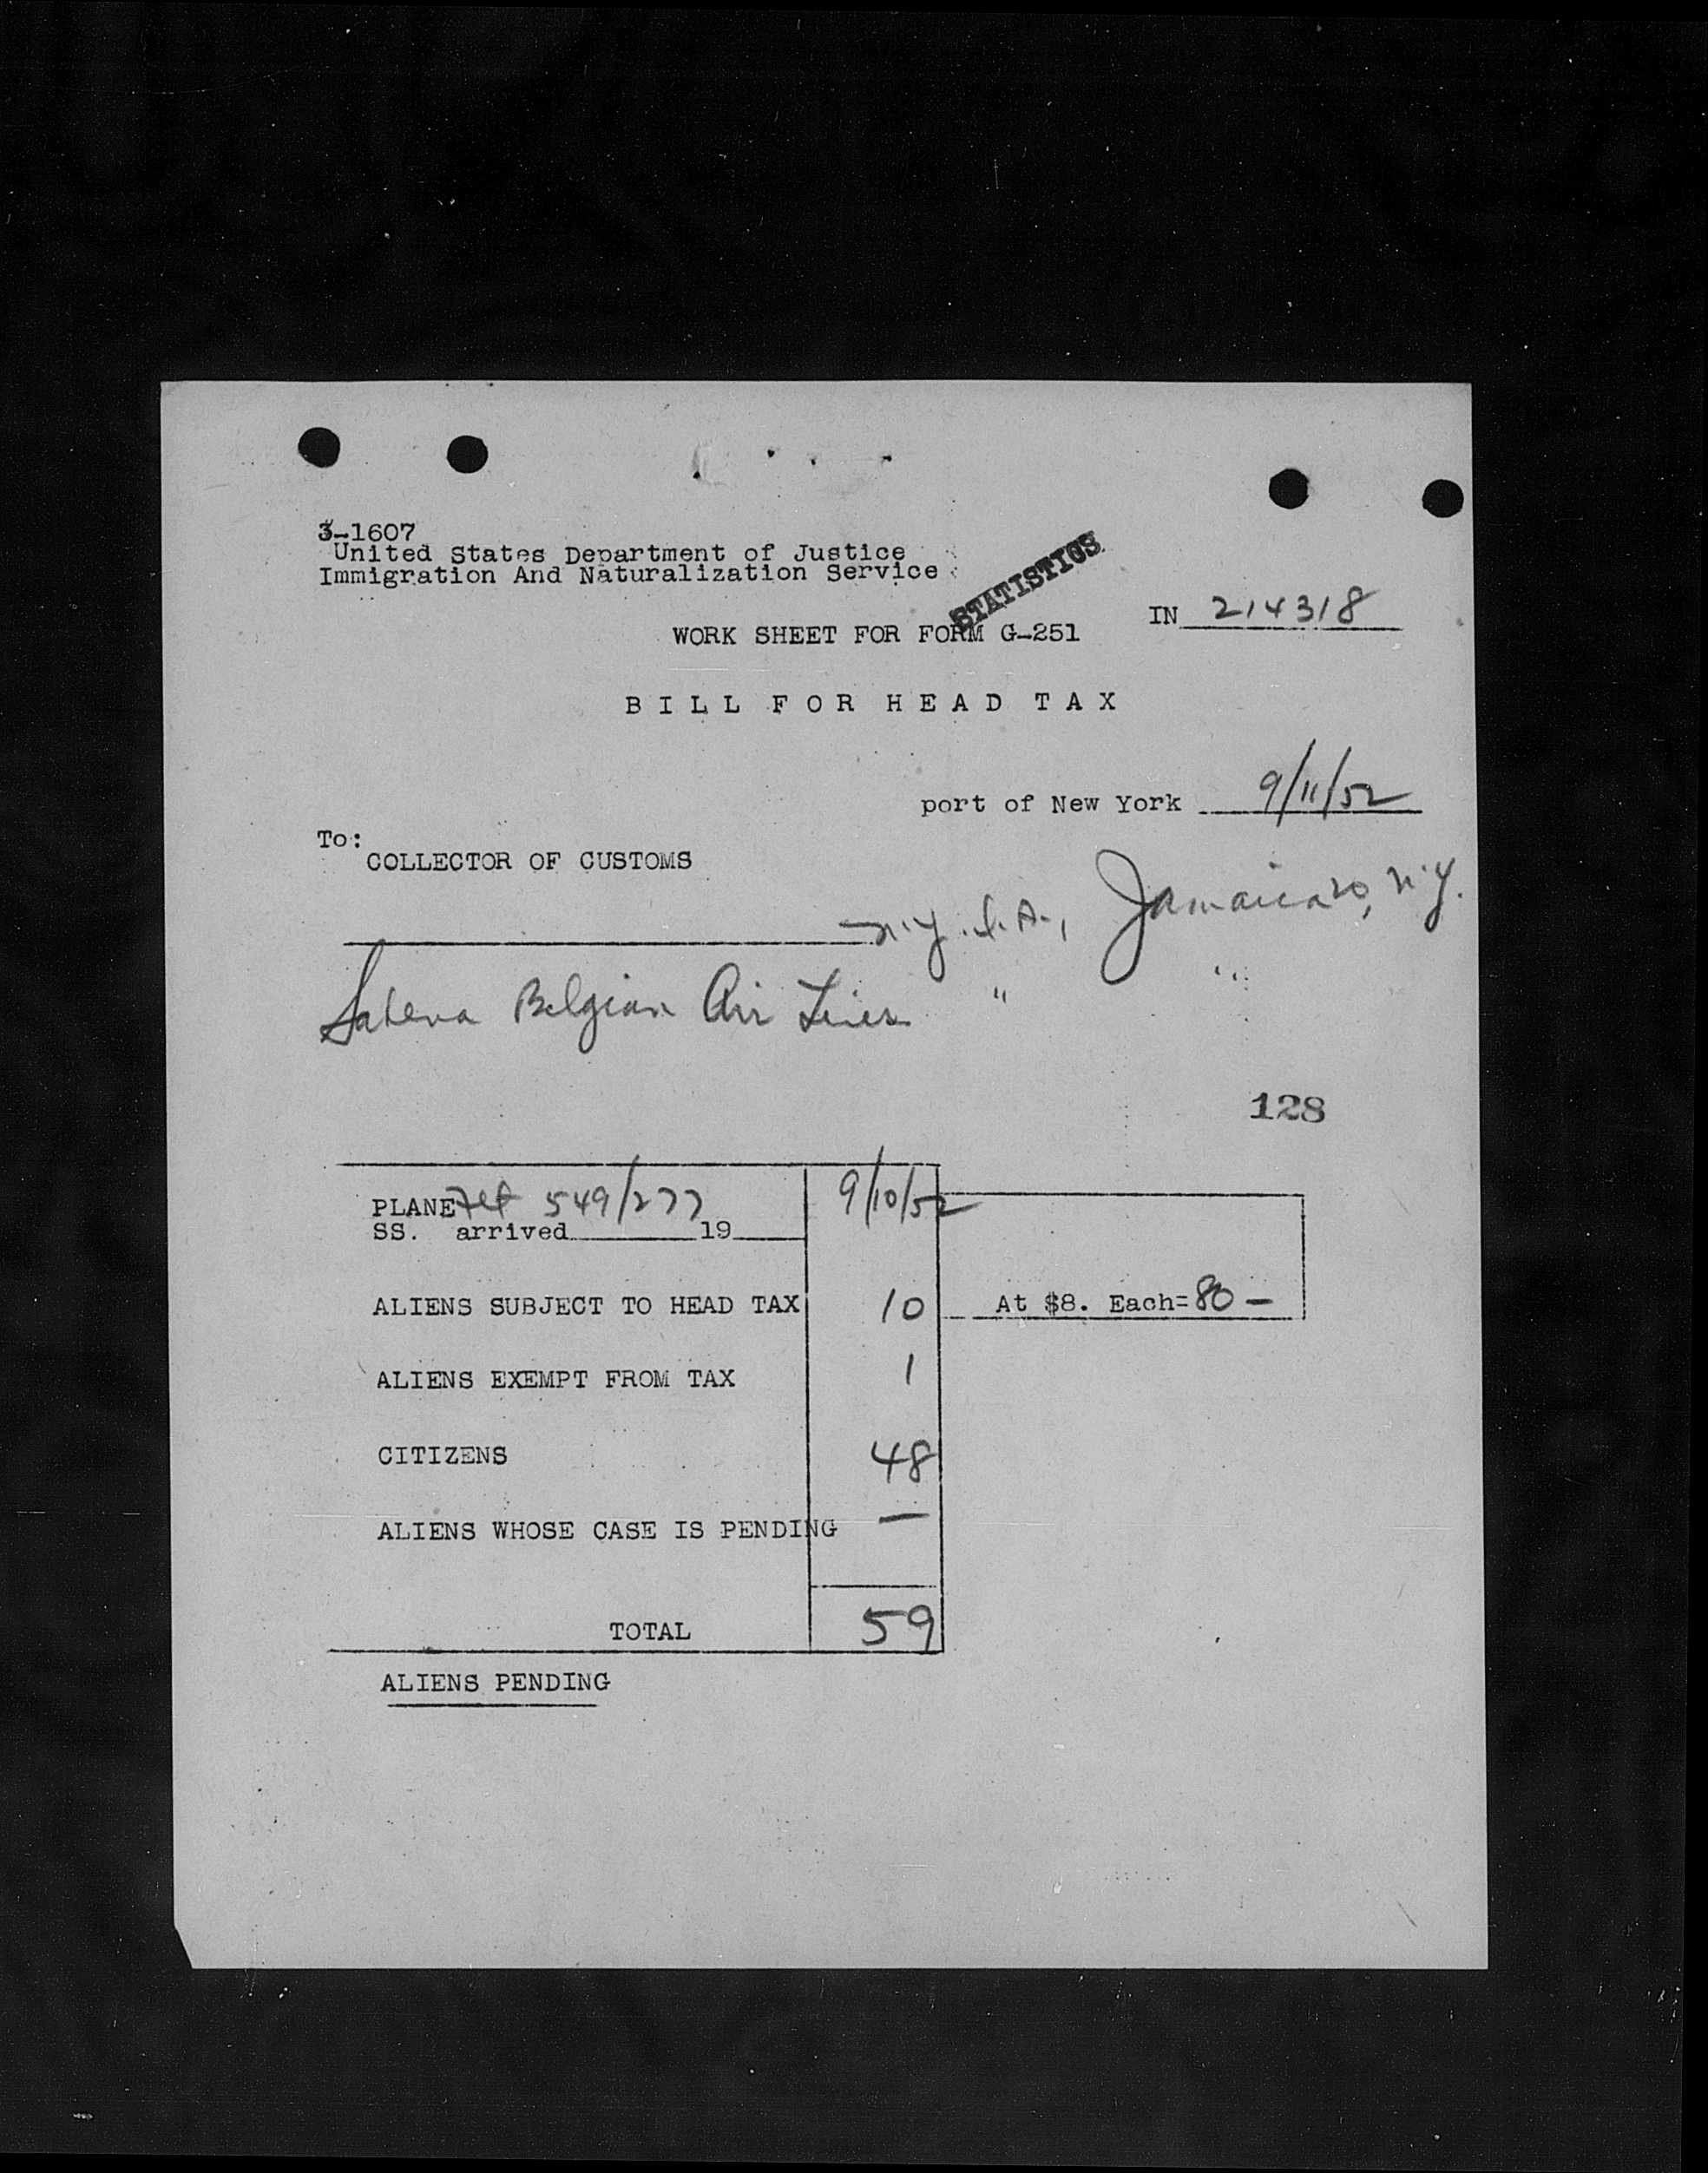 3-1607
United States Department of Justice
Immigration And Naturalization Service
STATISTICS
IN 214318
WORK SHEET FOR FORM G-251
BILL FOR HEAD TAX
port of New York 9/11/52
To:
COLLECTOR OF CUSTOMS
N.Y.I.A., Jamaica 30, N.Y.
Sabena Belgian Air Lines "
128
PLANE Flt 549/277 9/10/52
SS. arrived 19
ALIENS SUBJECT TO HEAD TAX 10 At $8. Each= 80 —
ALIENS EXEMPT FROM TAX 1
CITIZENS 48
ALIENS WHOSE CASE IS PENDING —
TOTAL 59
ALIENS PENDING